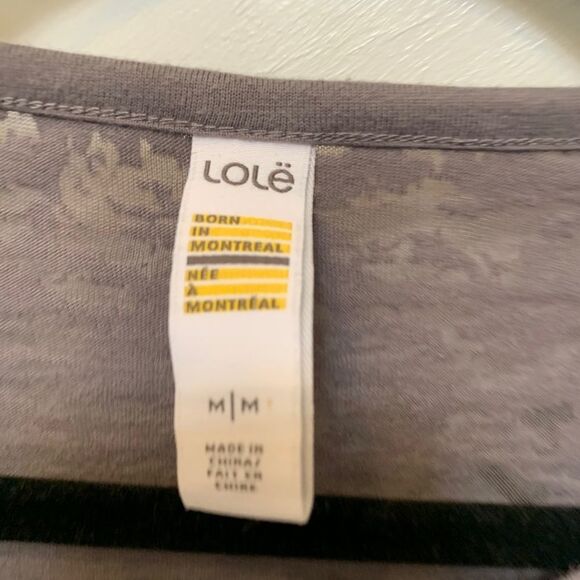 LOLë
BORN
IN
MONTREAL
NÉE
À
MONTRÉAL
M|M
MADE IN
CHINA/
FAIT EN
CHINE